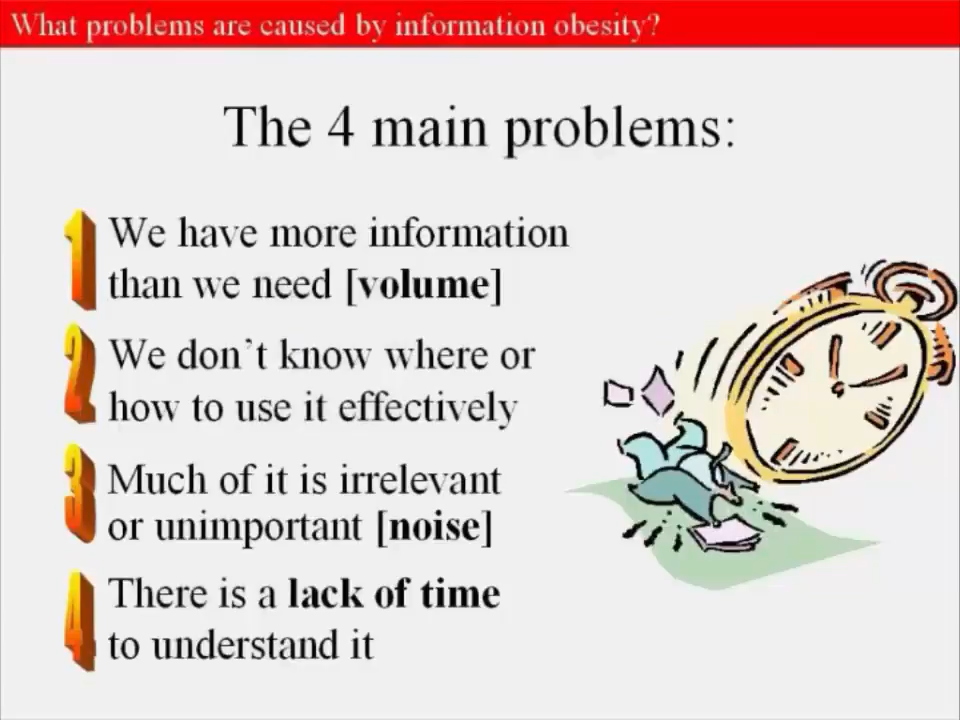 What problems are caused by information obesity?
The 4 main problems:
1 We have more information
than we need [volume]
2 We don't know where or
how to use it effectively
3 Much of it is irrelevant
or unimportant [noise]
4 There is a lack of time
to understand it